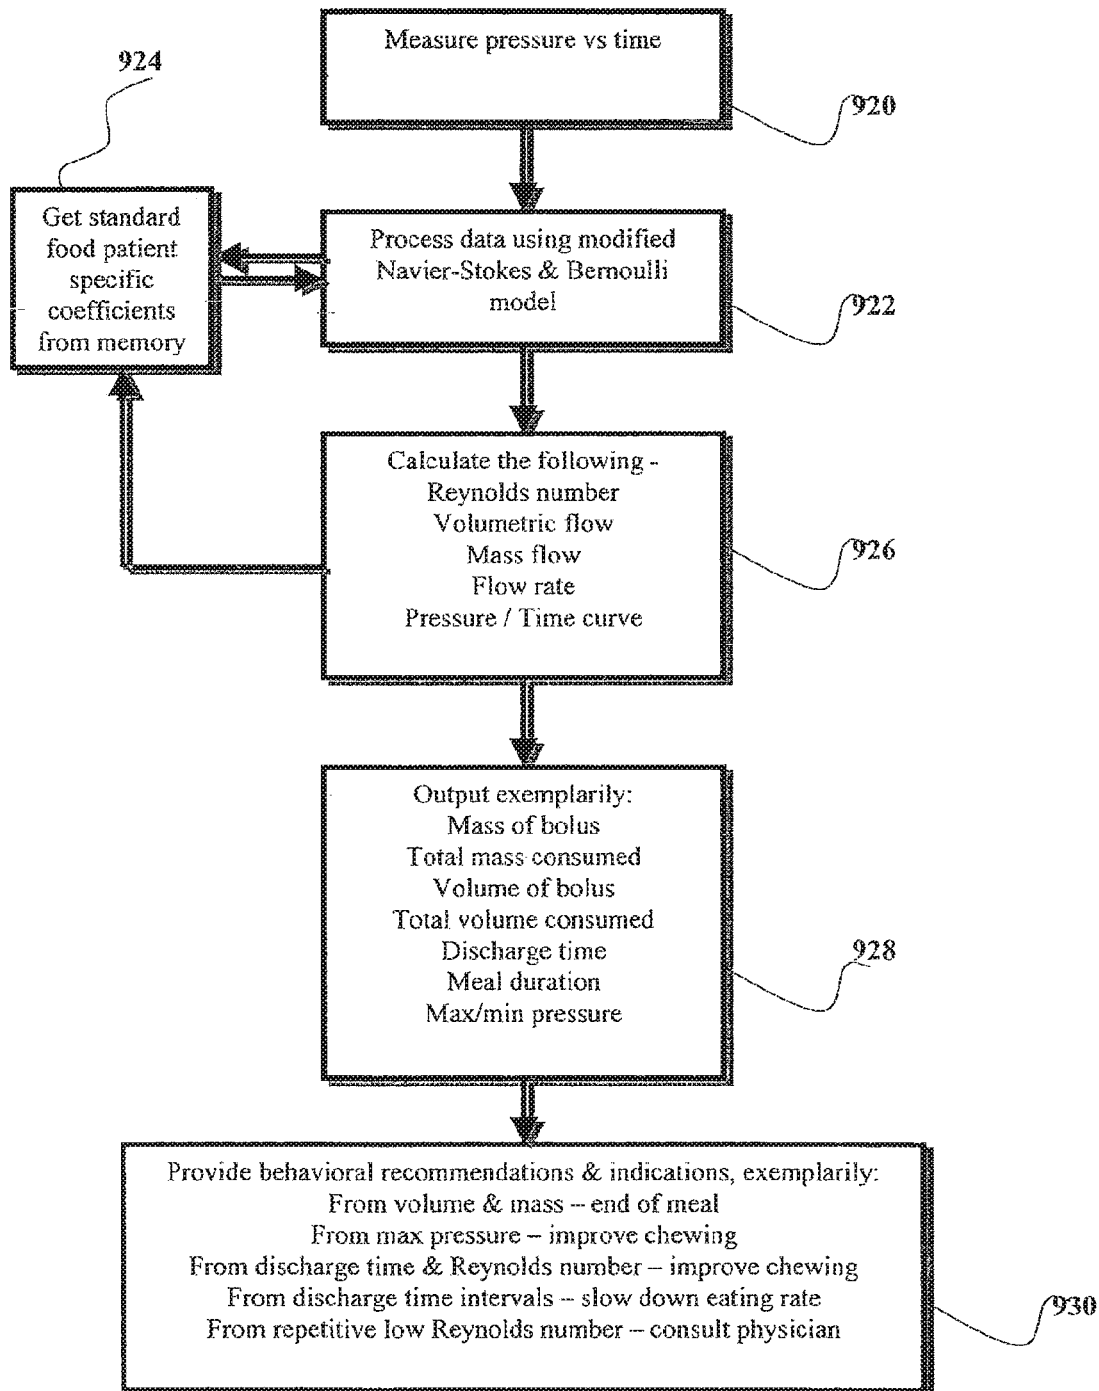 Measure pressure vs time
924
920
Get standard
food patient
specific
coefficients
from memory
Process data using modified
Navier-Stokes & Bernoulli
model
922
Calculate the following -
Reynolds number
Volumetric flow
Mass flow
Flow rate
Pressure / Time curve
926
Output exemplarily:
Mass of bolus
Total mass consumed
Volume of bolus
Total volume consumed
Discharge time
Meal duration
Max/min pressure
928
Provide behavioral recommendations & indications, exemplarily:
From volume & mass – end of meal
From max pressure – improve chewing
From discharge time & Reynolds number – improve chewing
From discharge time intervals – slow down eating rate
From repetitive low Reynolds number – consult physician
930